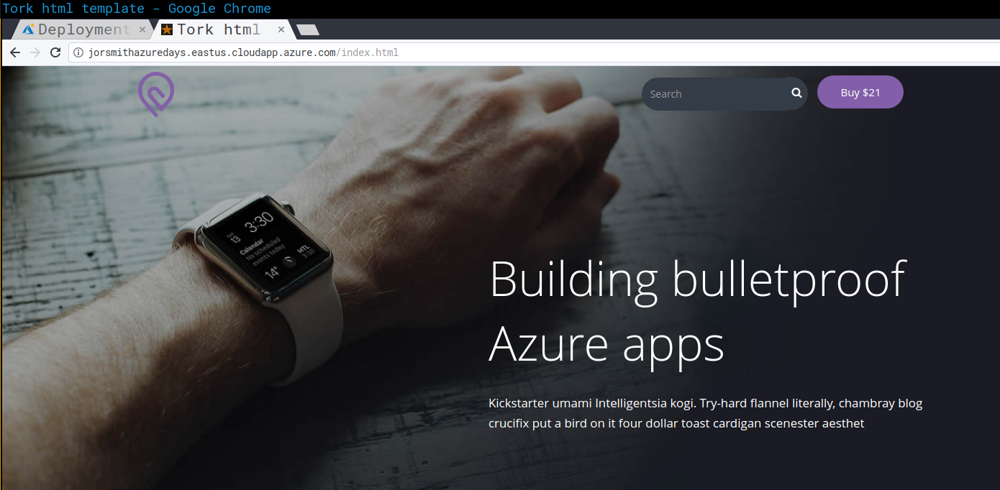 Tork html template - Google Chrome
Deployment
Tork html
jorsmithazuredays.eastus.cloudapp.azure.com/index.html
Search
Buy $21
3:30
13
Calendar
No scheduled
events today
14°
MTL
3:30
Building bulletproof
Azure apps
Kickstarter umami Intelligentsia kogi. Try-hard flannel literally, chambray blog
crucifix put a bird on it four dollar toast cardigan scenester aesthet